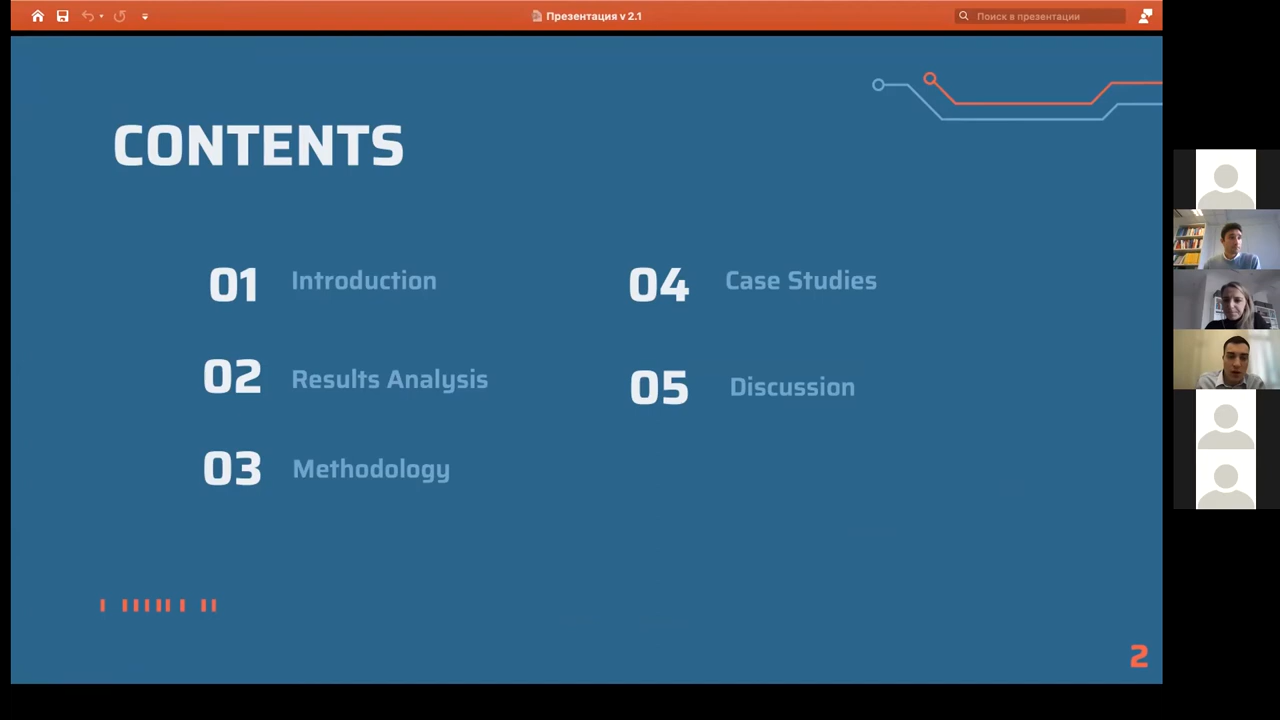 Презентация v 2.1
Поиск в презентации
CONTENTS
01 Introduction
02 Results Analysis
03 Methodology
04 Case Studies
05 Discussion
2